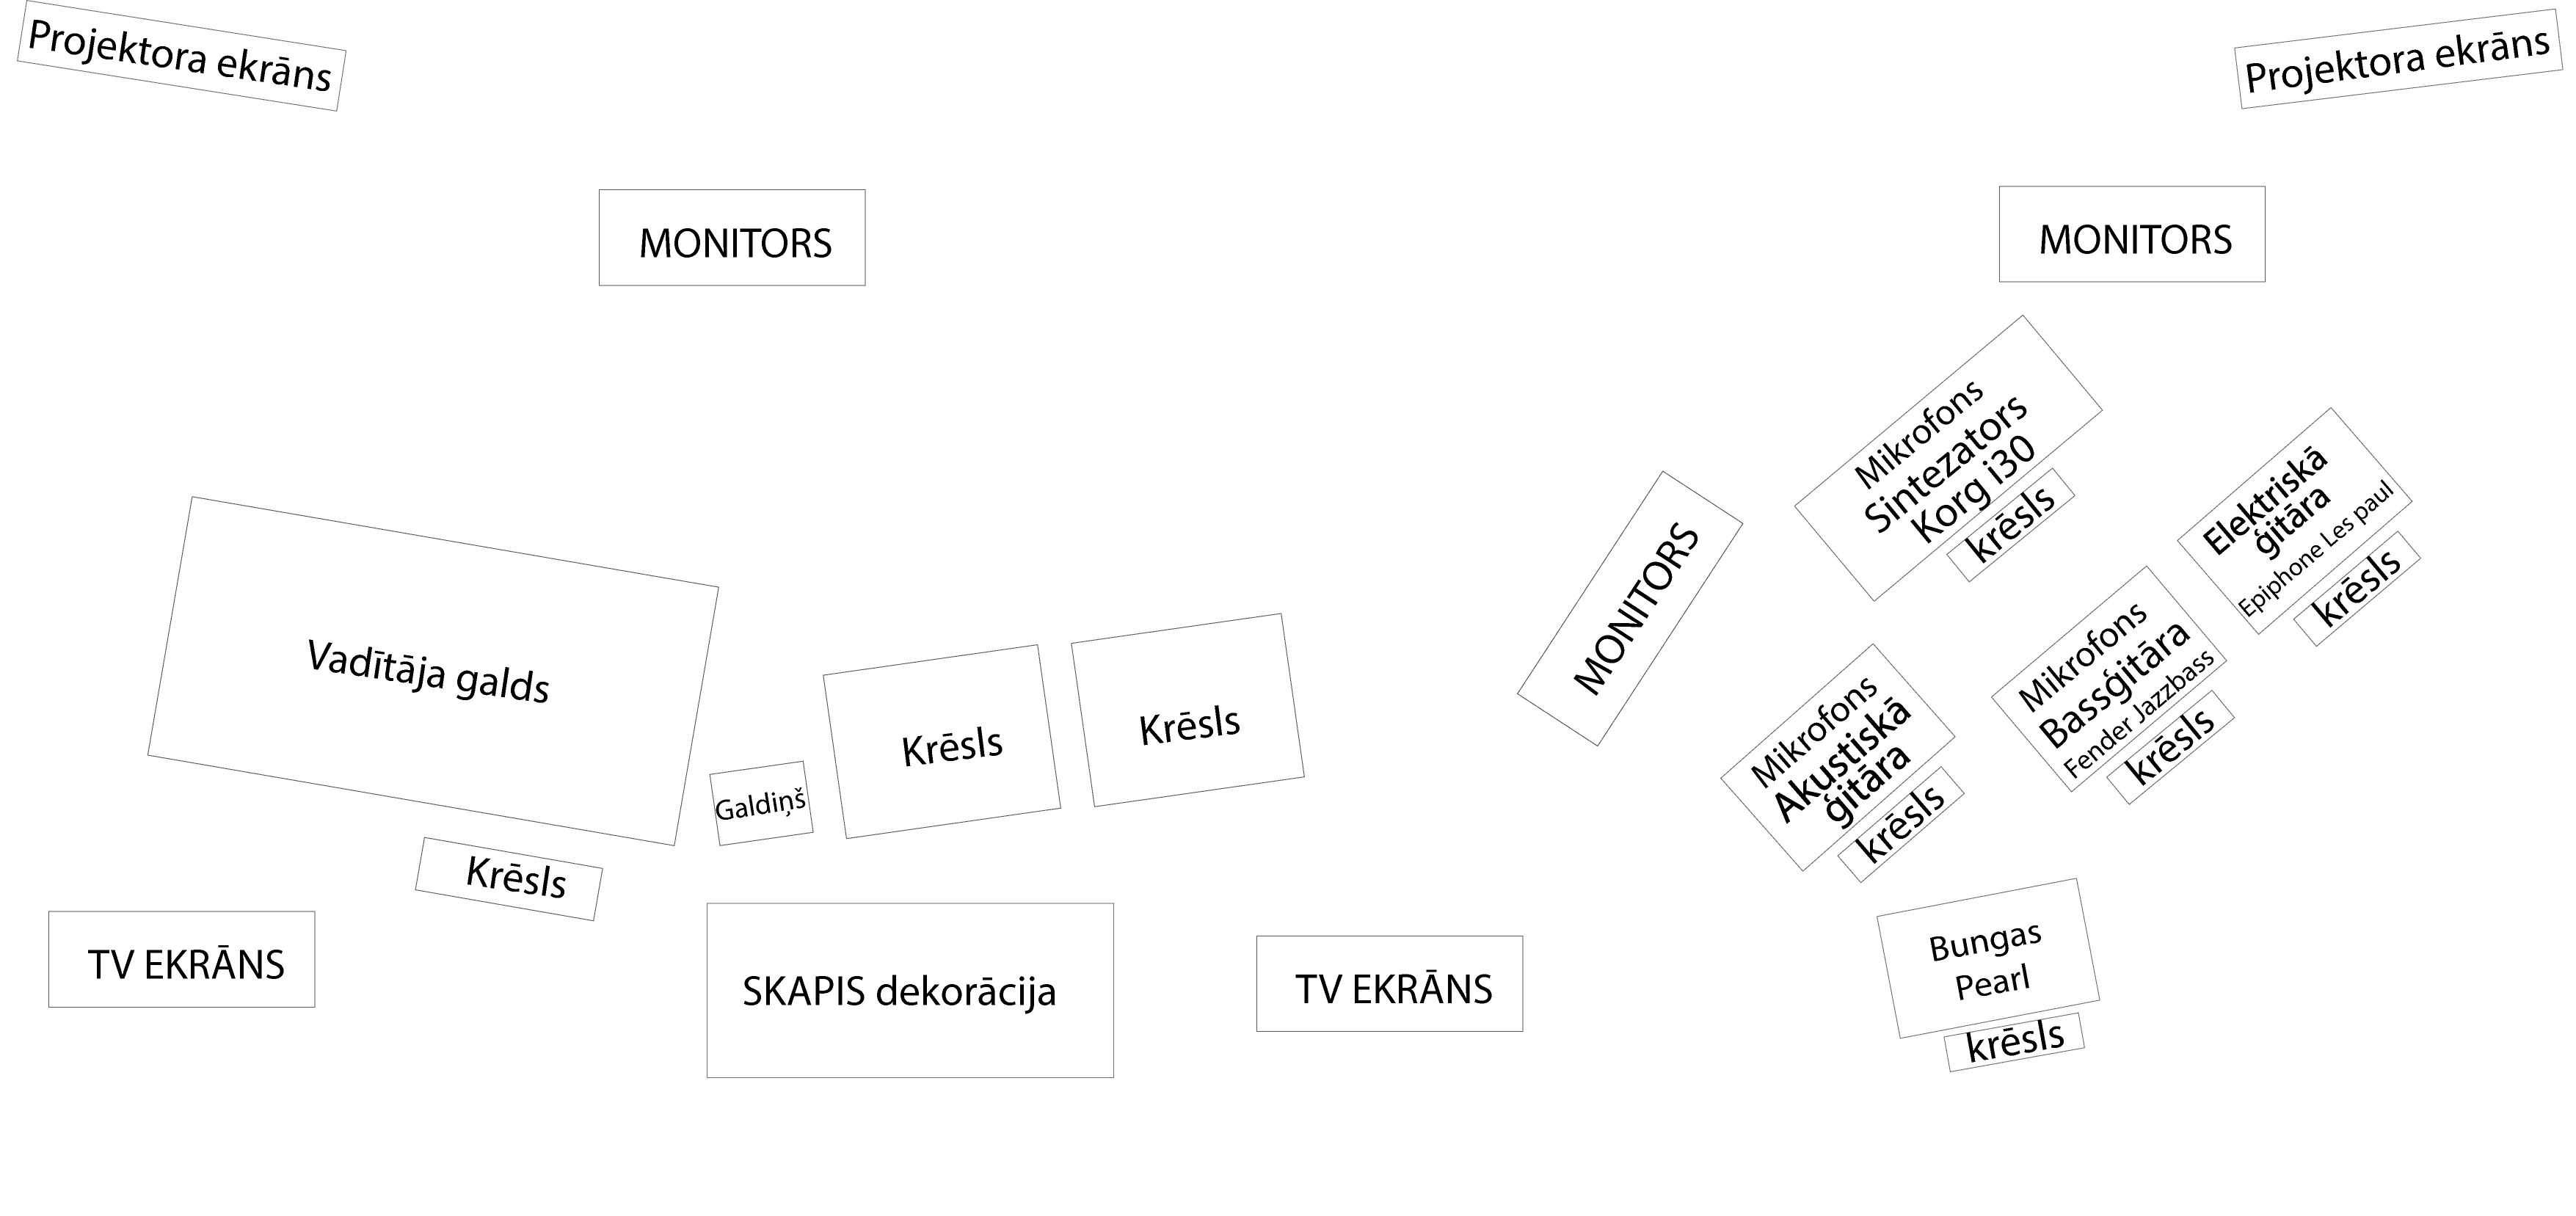 Projektora ekrāns
Projektora ekrāns
MONITORS
MONITORS
Mikrofons
Sintezators
Korg i30
krēsls
Elektriskā
ģitāra
Epiphone Les paul
krēsls
MONITORS
Vadītāja galds
Krēsls
Krēsls
Galdiņš
Mikrofons
Bassģitāra
Fender Jazzbass
krēsls
Mikrofons
Akustiskā
ģitāra
krēsls
Krēsls
TV EKRĀNS
SKAPIS dekorācija
TV EKRĀNS
Bungas
Pearl
krēsls